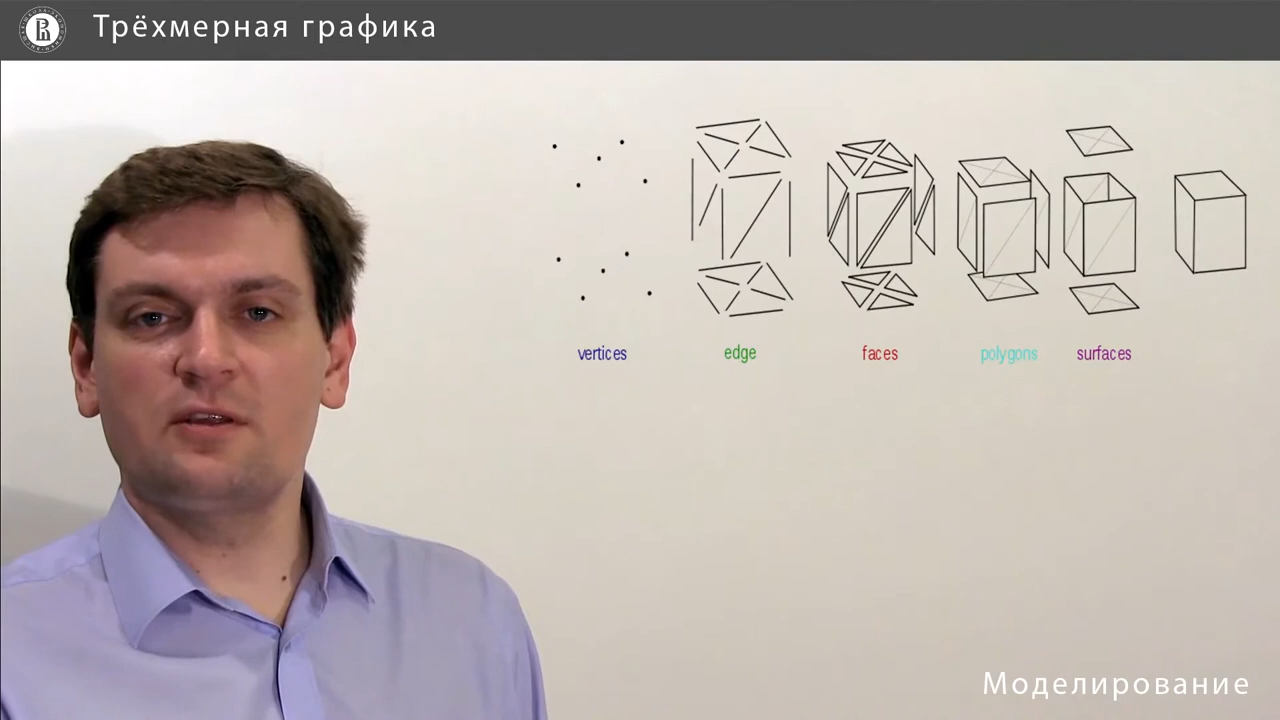 Трёхмерная графика
vertices
edge
faces
polygons
surfaces
Моделирование